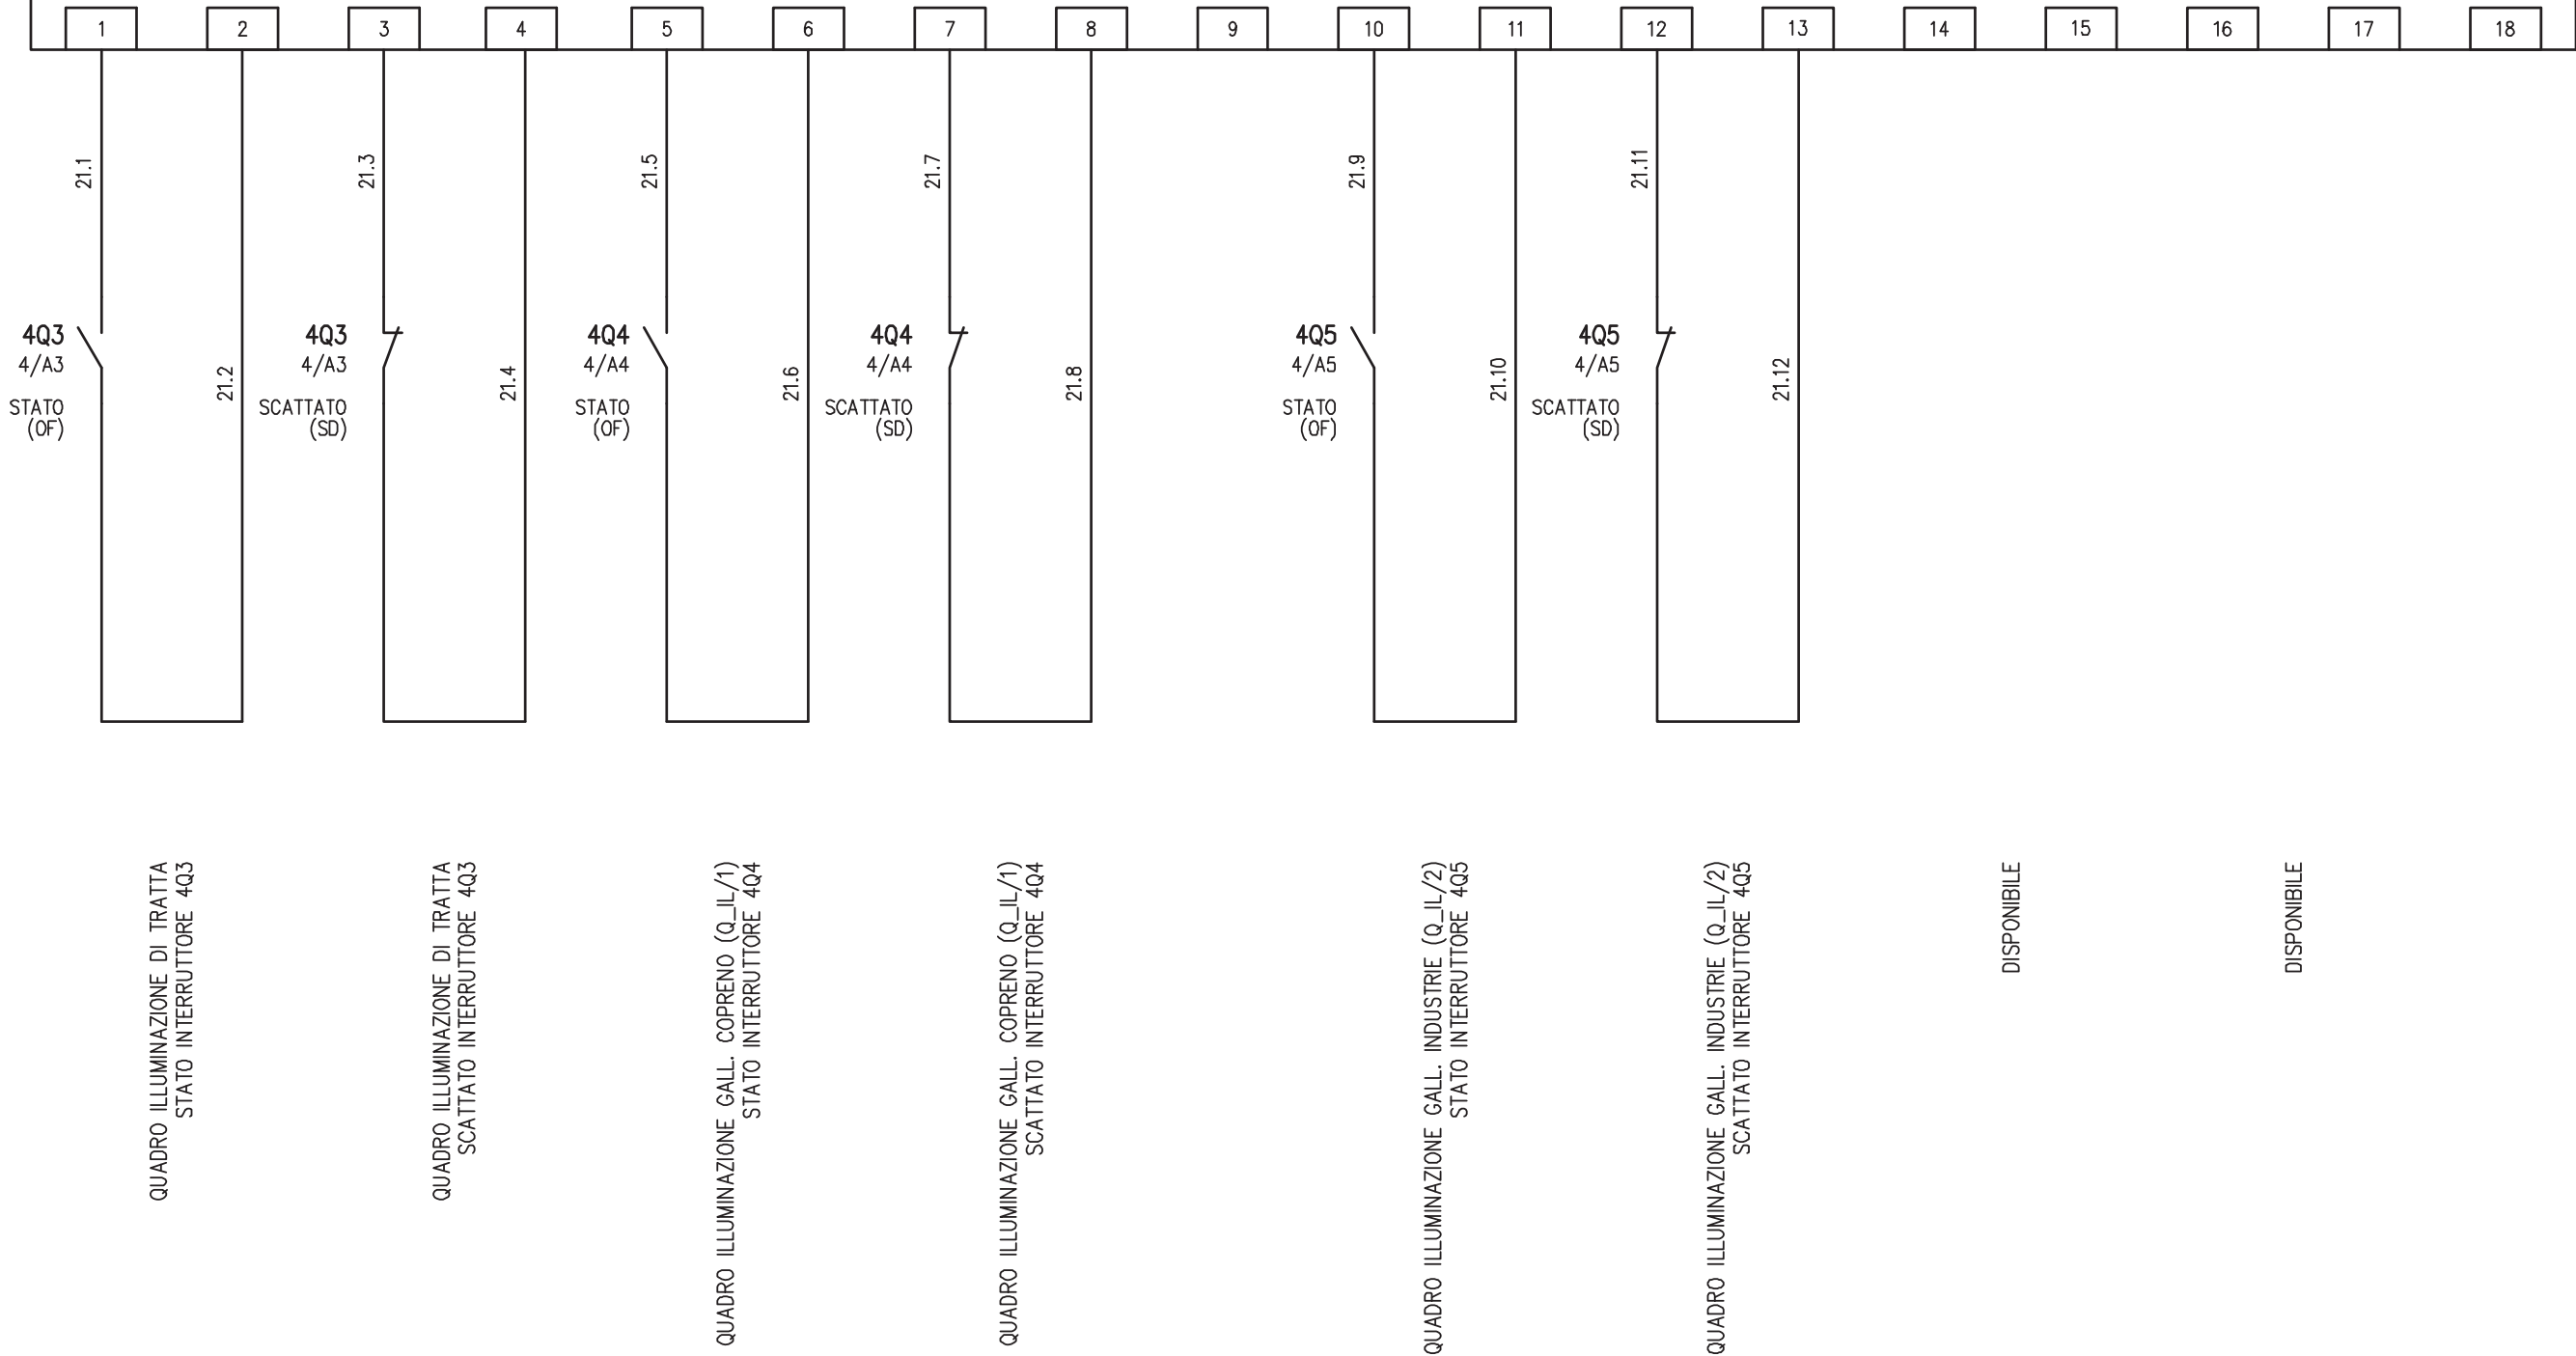 1 2 3 4 5 6 7 8 9 10 11 12 13 14 15 16 17 18
21.1
21.3
21.5
21.7
21.9
21.11
4Q3
4/A3
STATO
(OF)
21.2
4Q3
4/A3
SCATTATO
(SD)
21.4
4Q4
4/A4
STATO
(OF)
21.6
4Q4
4/A4
SCATTATO
(SD)
21.8
4Q5
4/A5
STATO
(OF)
21.10
4Q5
4/A5
SCATTATO
(SD)
21.12
QUADRO ILLUMINAZIONE DI TRATTA
STATO INTERRUTTORE 4Q3
QUADRO ILLUMINAZIONE DI TRATTA
SCATTATO INTERRUTTORE 4Q3
QUADRO ILLUMINAZIONE GALL. COPRENO (Q_IL/1)
STATO INTERRUTTORE 4Q4
QUADRO ILLUMINAZIONE GALL. COPRENO (Q_IL/1)
SCATTATO INTERRUTTORE 4Q4
QUADRO ILLUMINAZIONE GALL. INDUSTRIE (Q_IL/2)
STATO INTERRUTTORE 4Q5
QUADRO ILLUMINAZIONE GALL. INDUSTRIE (Q_IL/2)
SCATTATO INTERRUTTORE 4Q5
DISPONIBILE
DISPONIBILE